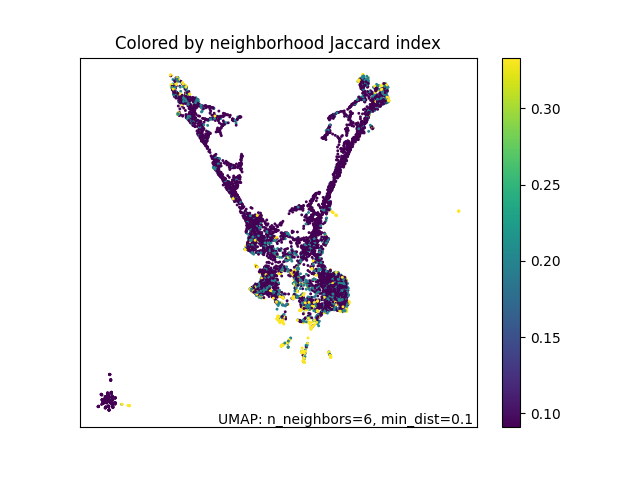 Colored by neighborhood Jaccard index
0.30
0.25
0.20
0.15
0.10
UMAP: n_neighbors=6, min_dist=0.1